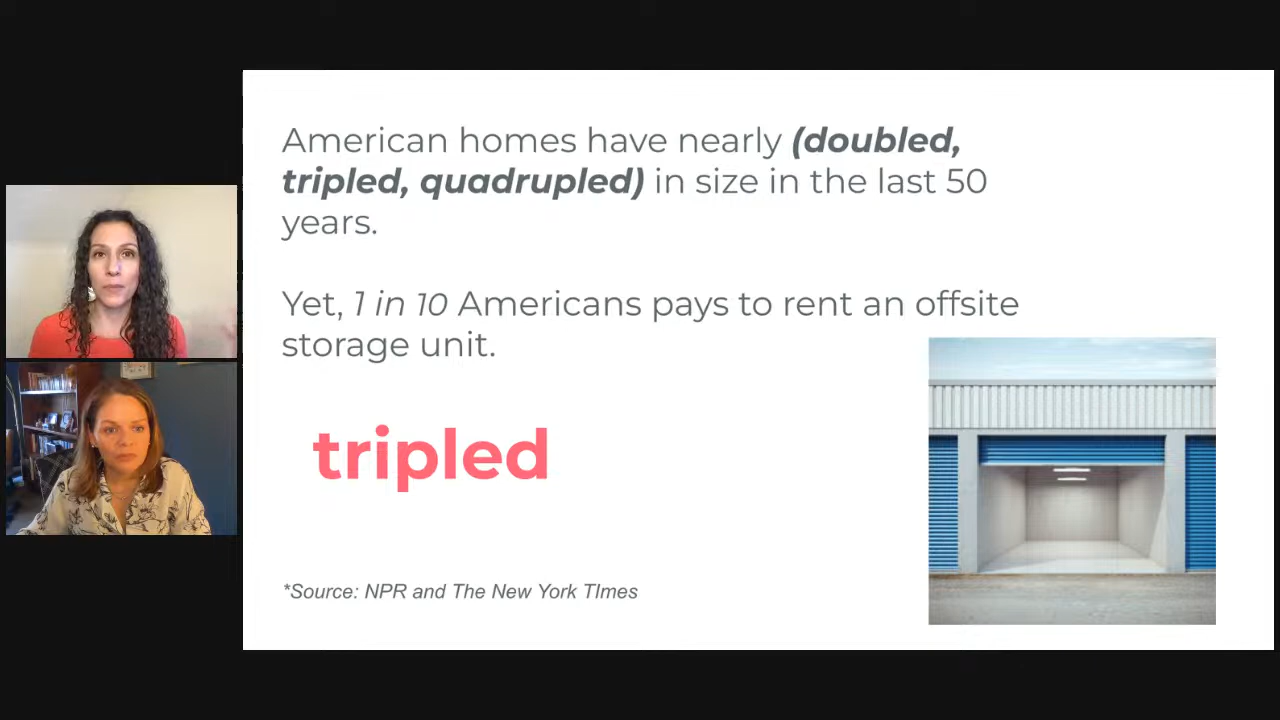 American homes have nearly (doubled,
tripled, quadrupled) in size in the last 50
years.
Yet, 1 in 10 Americans pays to rent an offsite
storage unit.
tripled
*Source: NPR and The New York TImes